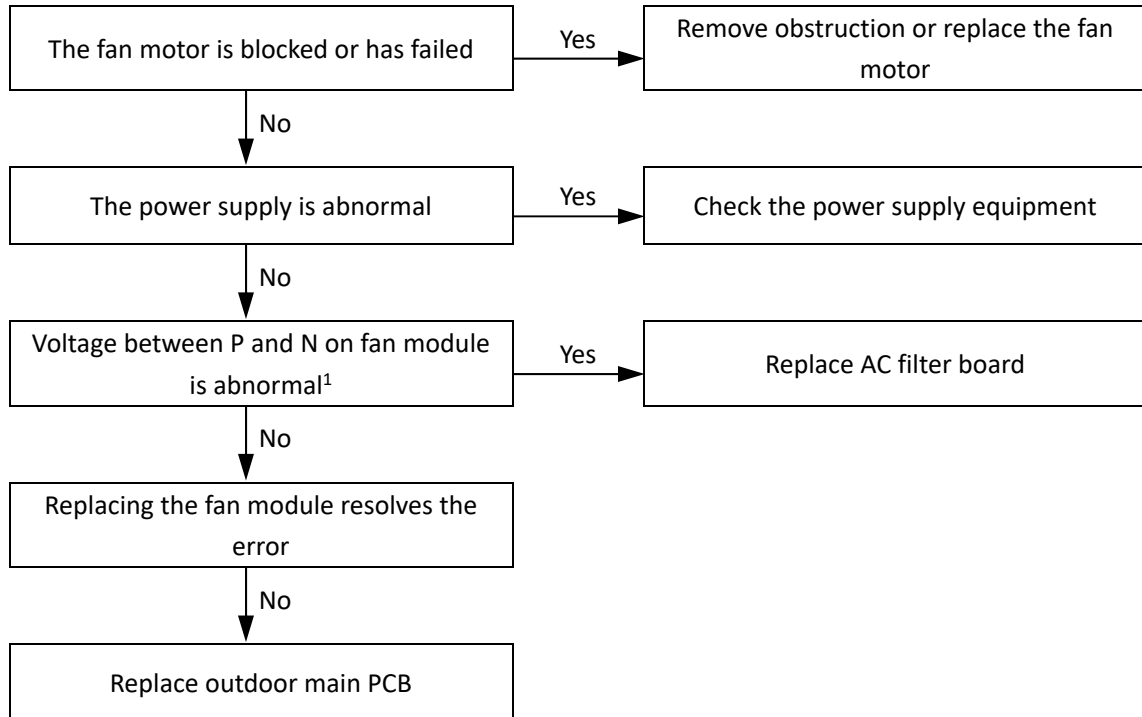 The fan motor is blocked or has failed
Yes
Remove obstruction or replace the fan
motor
No
The power supply is abnormal
Yes
Check the power supply equipment
No
Voltage between P and N on fan module
is abnormal¹
Yes
Replace AC filter board
No
Replacing the fan module resolves the
error
No
Replace outdoor main PCB